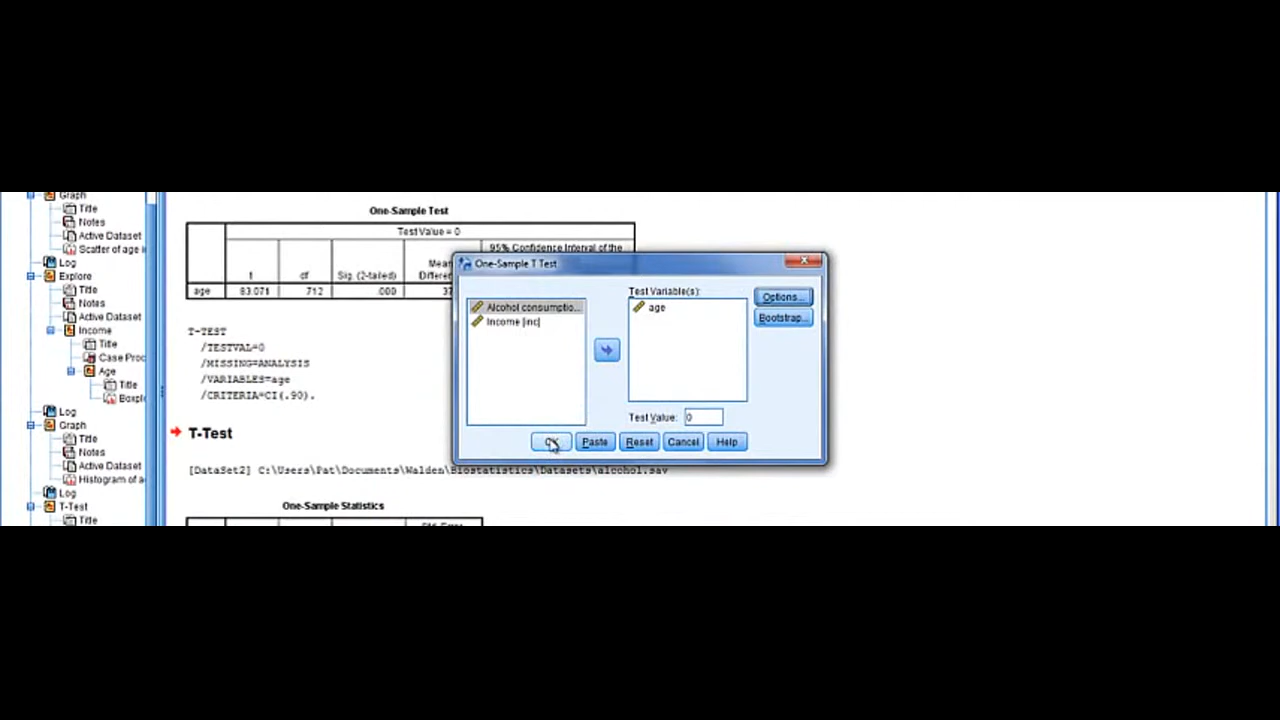 Graph
Title
Notes
Active Dataset
Scatter of age i
Log
Explore
Title
Notes
Active Dataset
Income
Title
Case Proc
Age
Title
Boxpl
Log
Graph
Title
Notes
Active Dataset
Histogram of a
Log
T-Test
Title
One-Sample Test
Test Value = 0
95% Confidence Interval of the
t df Sig. (2-tailed) Mean
Differen
age 83.071 712 .000 37
T-TEST
/TESTVAL=0
/MISSING=ANALYSIS
/VARIABLES=age
/CRITERIA=CI(.90).
T-Test
[DataSet2] C:\Users\Pat\Documents\Walden\Biostatistics\Datasets\alcohol.sav
One-Sample Statistics
Std. Error
One-Sample T Test
Alcohol consumptio...
Income [inc]
Test Variable(s):
age
Options...
Bootstrap...
Test Value: 0
OK Paste Reset Cancel Help